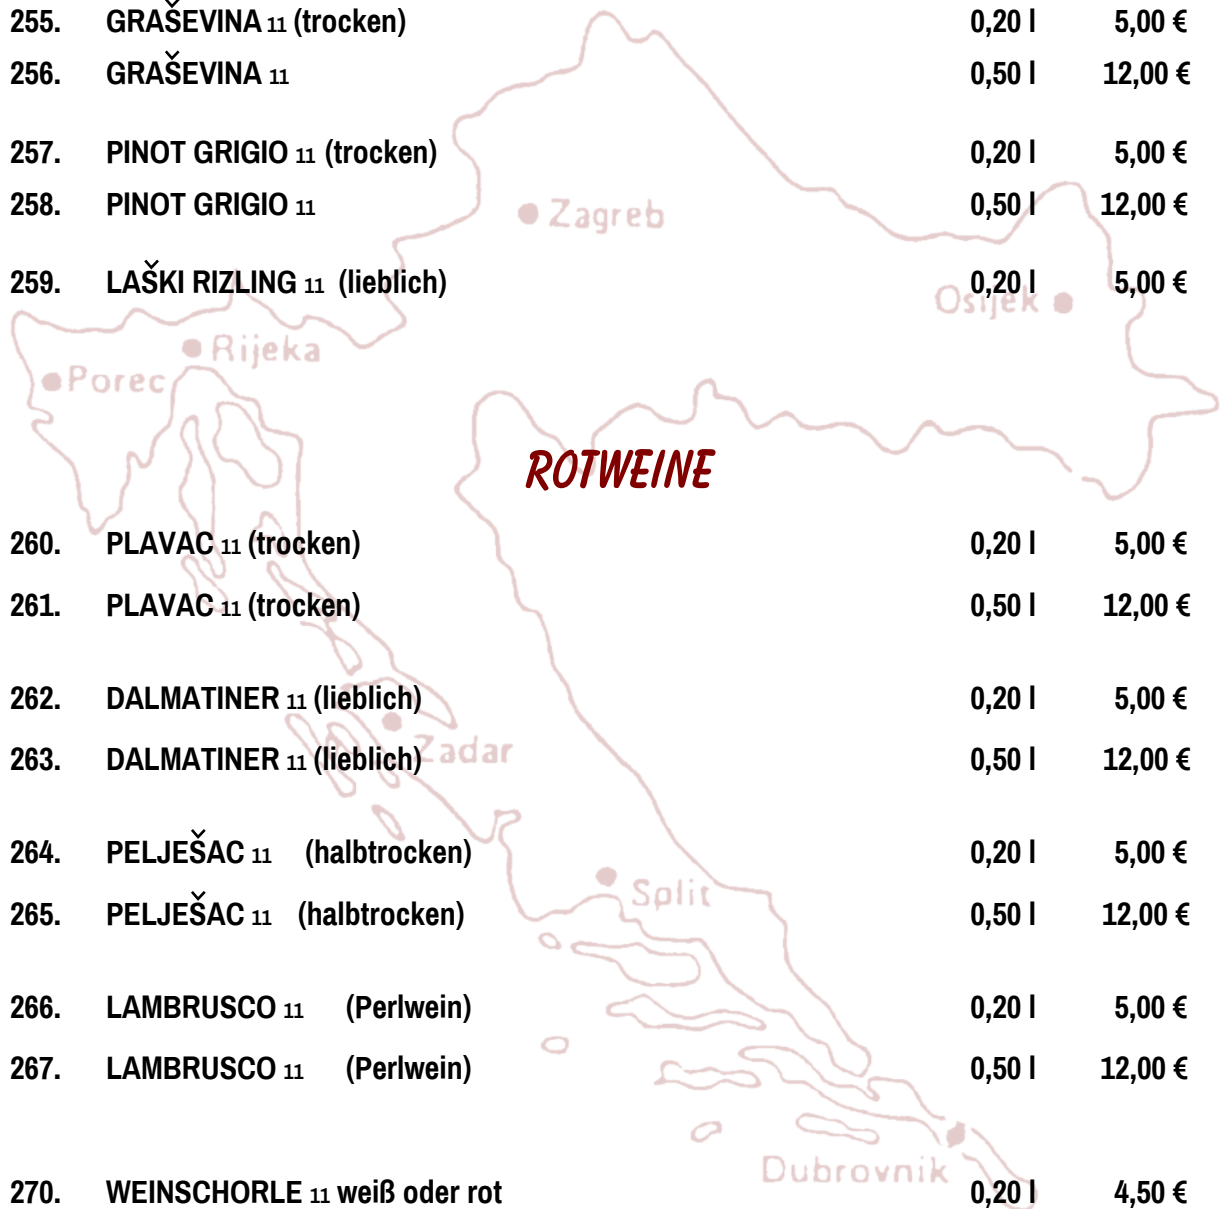 255. GRAŠEVINA 11 (trocken) 0,20 l 5,00 €
256. GRAŠEVINA 11 0,50 l 12,00 €
257. PINOT GRIGIO 11 (trocken) 0,20 l 5,00 €
Zagreb
258. PINOT GRIGIO 11 0,50 l 12,00 €
259. LAŠKI RIZLING 11 (lieblich) 0,20 l 5,00 €
Osijek
Rijeka
Porec
ROTWEINE
260. PLAVAC 11 (trocken) 0,20 l 5,00 €
261. PLAVAC 11 (trocken) 0,50 l 12,00 €
262. DALMATINER 11 (lieblich) 0,20 l 5,00 €
Zadar
263. DALMATINER 11 (lieblich) 0,50 l 12,00 €
264. PELJEŠAC 11 (halbtrocken) 0,20 l 5,00 €
Split
265. PELJEŠAC 11 (halbtrocken) 0,50 l 12,00 €
266. LAMBRUSCO 11 (Perlwein) 0,20 l 5,00 €
267. LAMBRUSCO 11 (Perlwein) 0,50 l 12,00 €
Dubrovnik
270. WEINSCHORLE 11 weiß oder rot 0,20 l 4,50 €